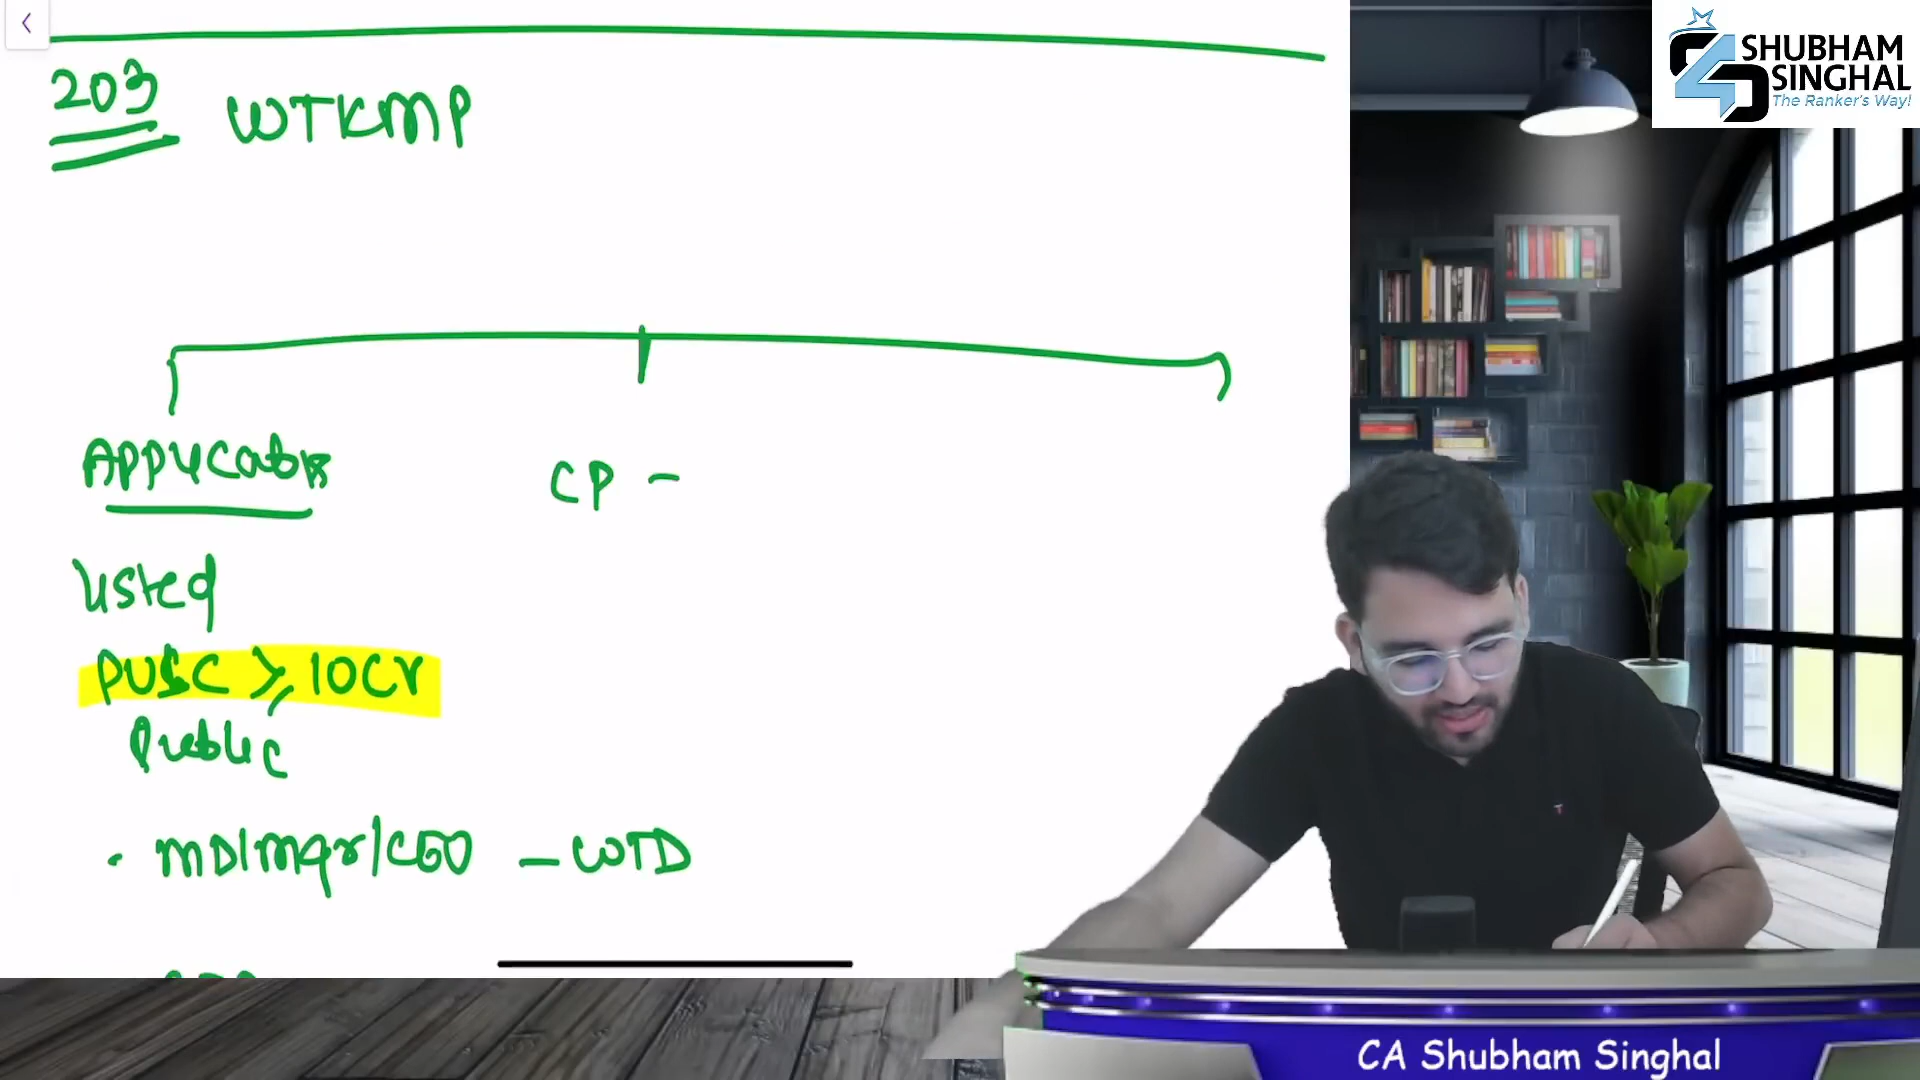 203 WTKMP
SHUBHAM
SINGHAL
The Ranker's Way!
Applicable
CP -
Listed
PUSC ≥ 10Cr
Public
• MD/Mgr/CEO - WTD
CA Shubham Singhal